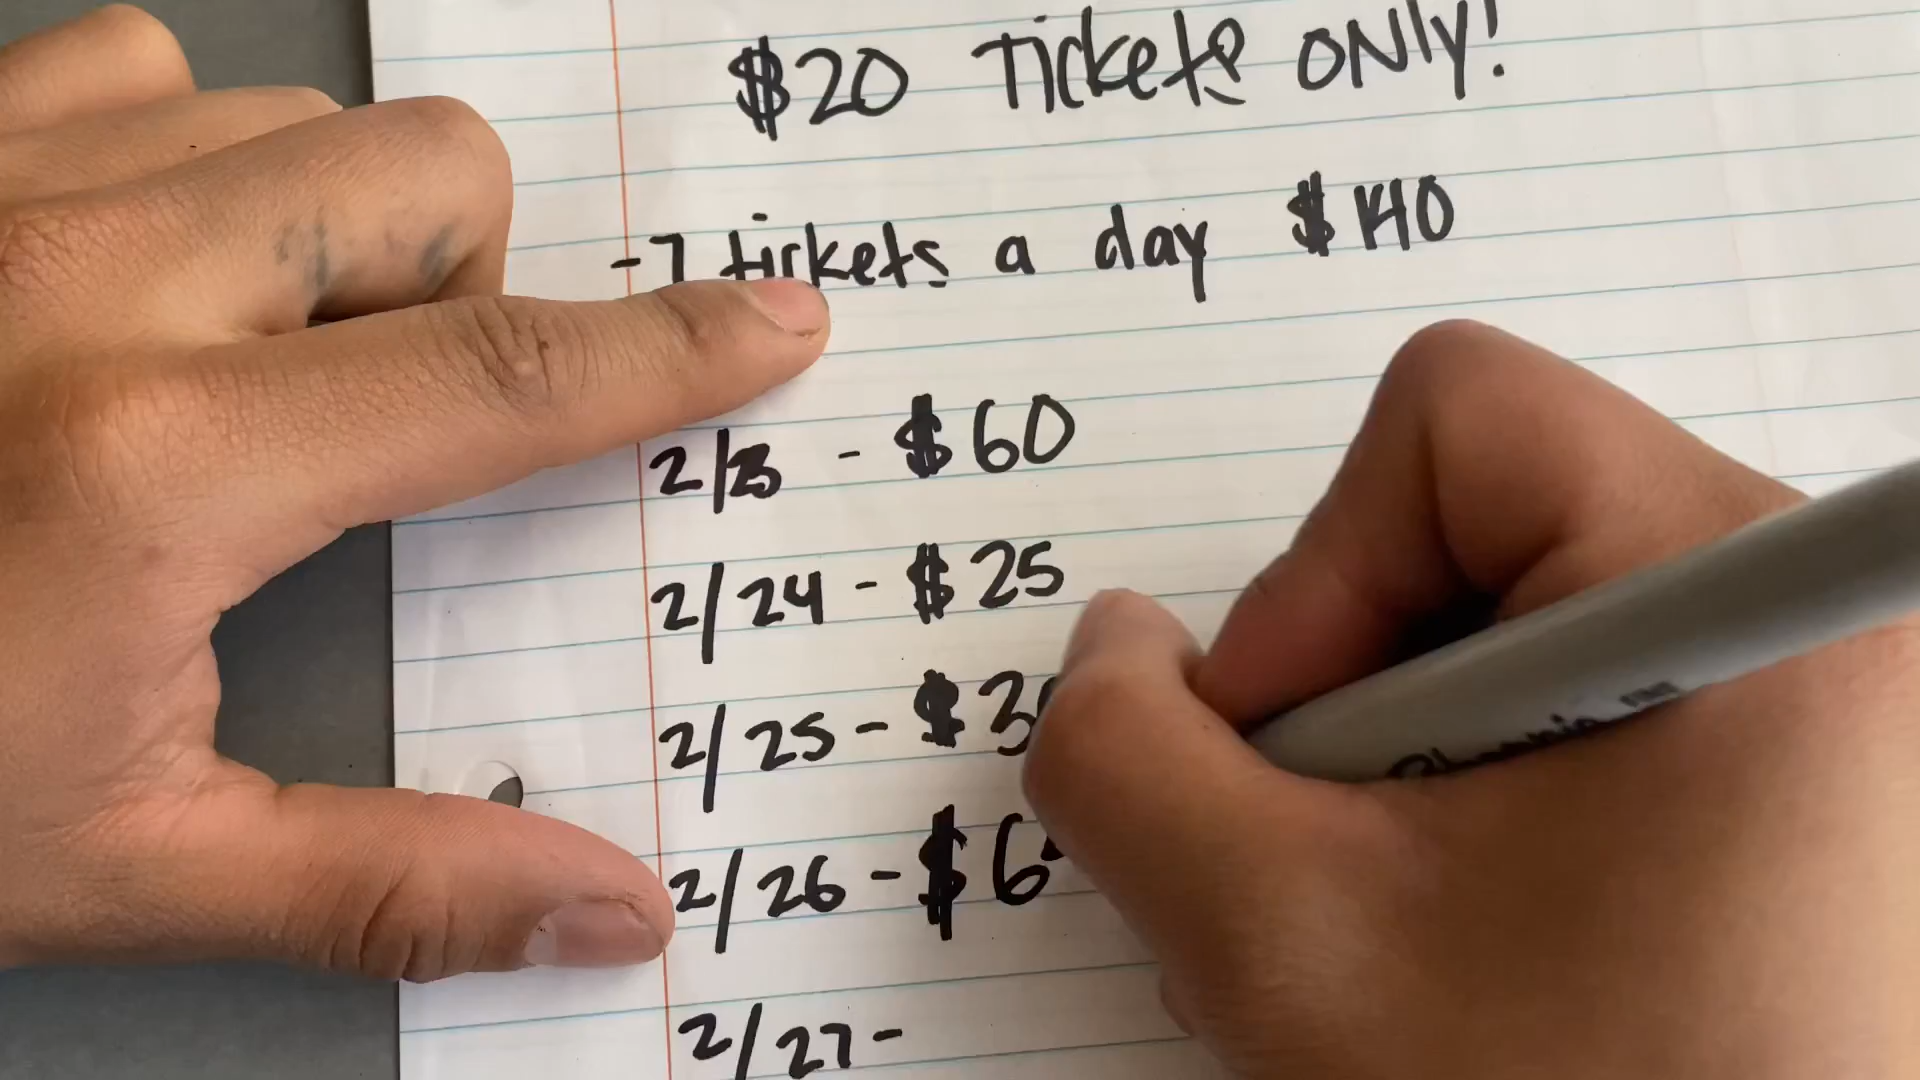 $20 Tickets ONly!
-7 tickets a day $140
2/23 - $60
2/24 - $25
2/25 - $3
2/26 - $6
2/27 -
Sharpie